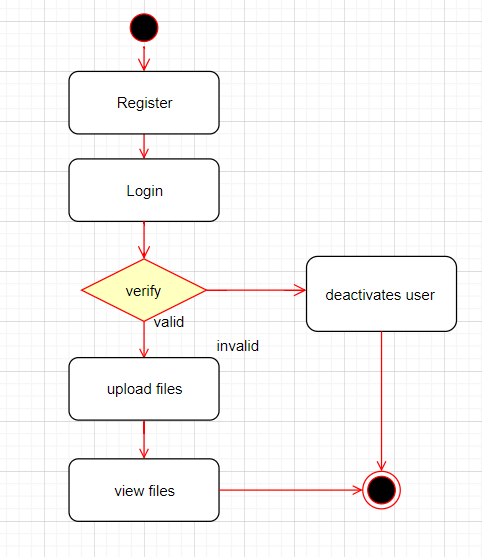 Register
Login
verify
deactivates user
valid
invalid
upload files
view files